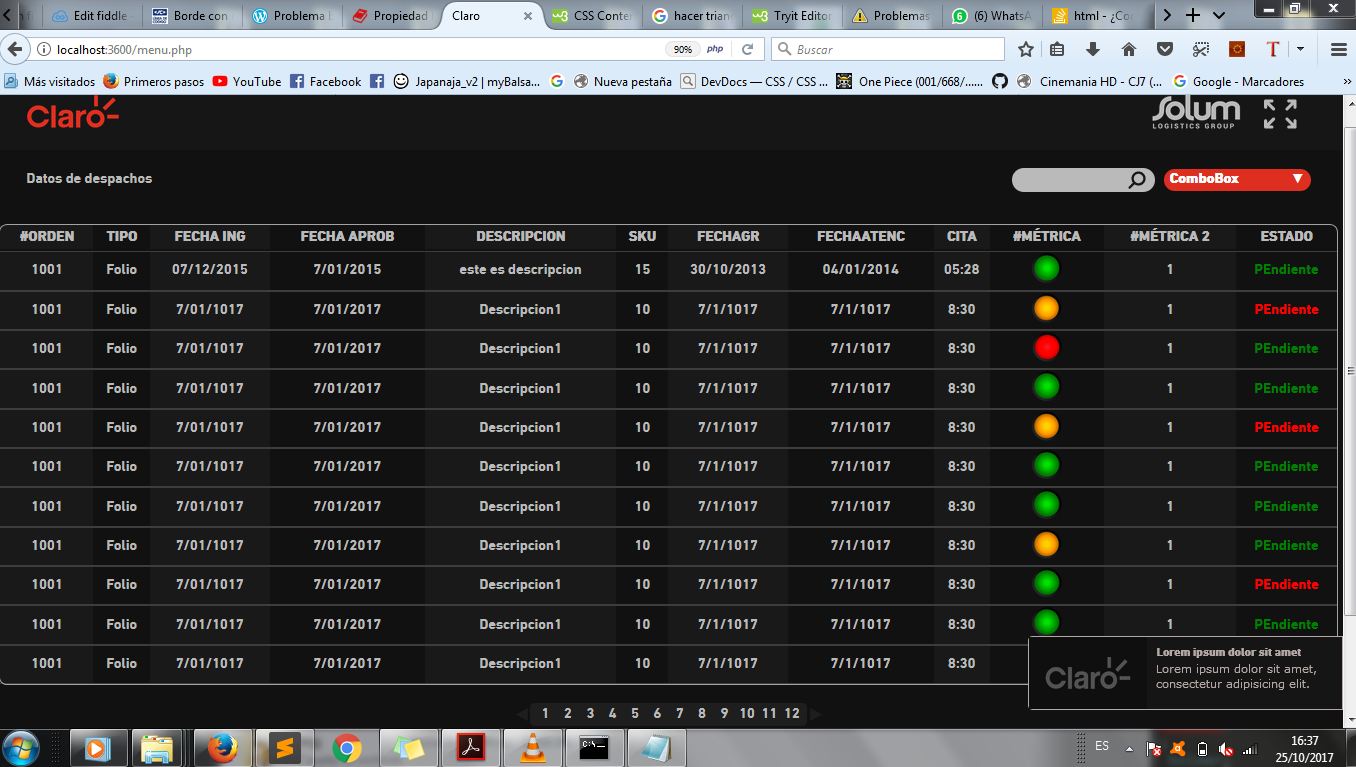 Edit fiddle - Borde con Problema Propiedad Claro CSS Conten hacer trian Tryit Editor Problemas (6) WhatsA html - ¿Co
localhost:3600/menu.php 90% php Buscar
Más visitados Primeros pasos YouTube Facebook Japanaja_v2 | myBalsa... Nueva pestaña DevDocs — CSS / CSS ... One Piece (001/668/...... Cinemania HD - CJ7 (... Google - Marcadores
Claro
Solum
LOGISTICS GROUP
Datos de despachos
ComboBox
#ORDEN TIPO FECHA ING FECHA APROB DESCRIPCION SKU FECHAGR FECHAATENC CITA #MÉTRICA #MÉTRICA 2 ESTADO
1001 Folio 07/12/2015 7/01/2015 este es descripcion 15 30/10/2013 04/01/2014 05:28 1 PEndiente
1001 Folio 7/01/1017 7/01/2017 Descripcion1 10 7/1/1017 7/1/1017 8:30 1 PEndiente
1001 Folio 7/01/1017 7/01/2017 Descripcion1 10 7/1/1017 7/1/1017 8:30 1 PEndiente
1001 Folio 7/01/1017 7/01/2017 Descripcion1 10 7/1/1017 7/1/1017 8:30 1 PEndiente
1001 Folio 7/01/1017 7/01/2017 Descripcion1 10 7/1/1017 7/1/1017 8:30 1 PEndiente
1001 Folio 7/01/1017 7/01/2017 Descripcion1 10 7/1/1017 7/1/1017 8:30 1 PEndiente
1001 Folio 7/01/1017 7/01/2017 Descripcion1 10 7/1/1017 7/1/1017 8:30 1 PEndiente
1001 Folio 7/01/1017 7/01/2017 Descripcion1 10 7/1/1017 7/1/1017 8:30 1 PEndiente
1001 Folio 7/01/1017 7/01/2017 Descripcion1 10 7/1/1017 7/1/1017 8:30 1 PEndiente
1001 Folio 7/01/1017 7/01/2017 Descripcion1 10 7/1/1017 7/1/1017 8:30 1 PEndiente
1001 Folio 7/01/1017 7/01/2017 Descripcion1 10 7/1/1017 7/1/1017 8:30
Claro
Lorem ipsum dolor sit amet
Lorem ipsum dolor sit amet,
consectetur adipisicing elit.
1 2 3 4 5 6 7 8 9 10 11 12
ES
16:37
25/10/2017